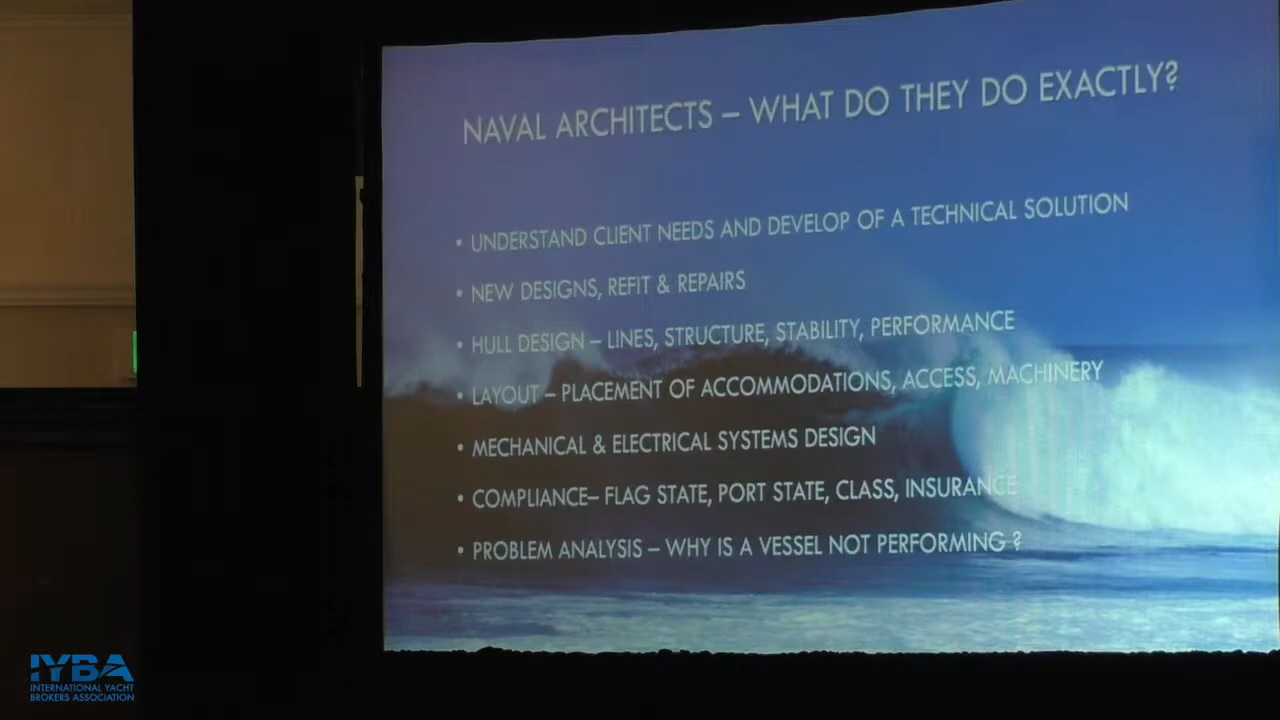 NAVAL ARCHITECTS – WHAT DO THEY DO EXACTLY?
• UNDERSTAND CLIENT NEEDS AND DEVELOP OF A TECHNICAL SOLUTION
• NEW DESIGNS, REFIT & REPAIRS
• HULL DESIGN – LINES, STRUCTURE, STABILITY, PERFORMANCE
• LAYOUT – PLACEMENT OF ACCOMMODATIONS, ACCESS, MACHINERY
• MECHANICAL & ELECTRICAL SYSTEMS DESIGN
• COMPLIANCE– FLAG STATE, PORT STATE, CLASS, INSURANCE
• PROBLEM ANALYSIS – WHY IS A VESSEL NOT PERFORMING ?
IYBA
INTERNATIONAL YACHT
BROKERS ASSOCIATION